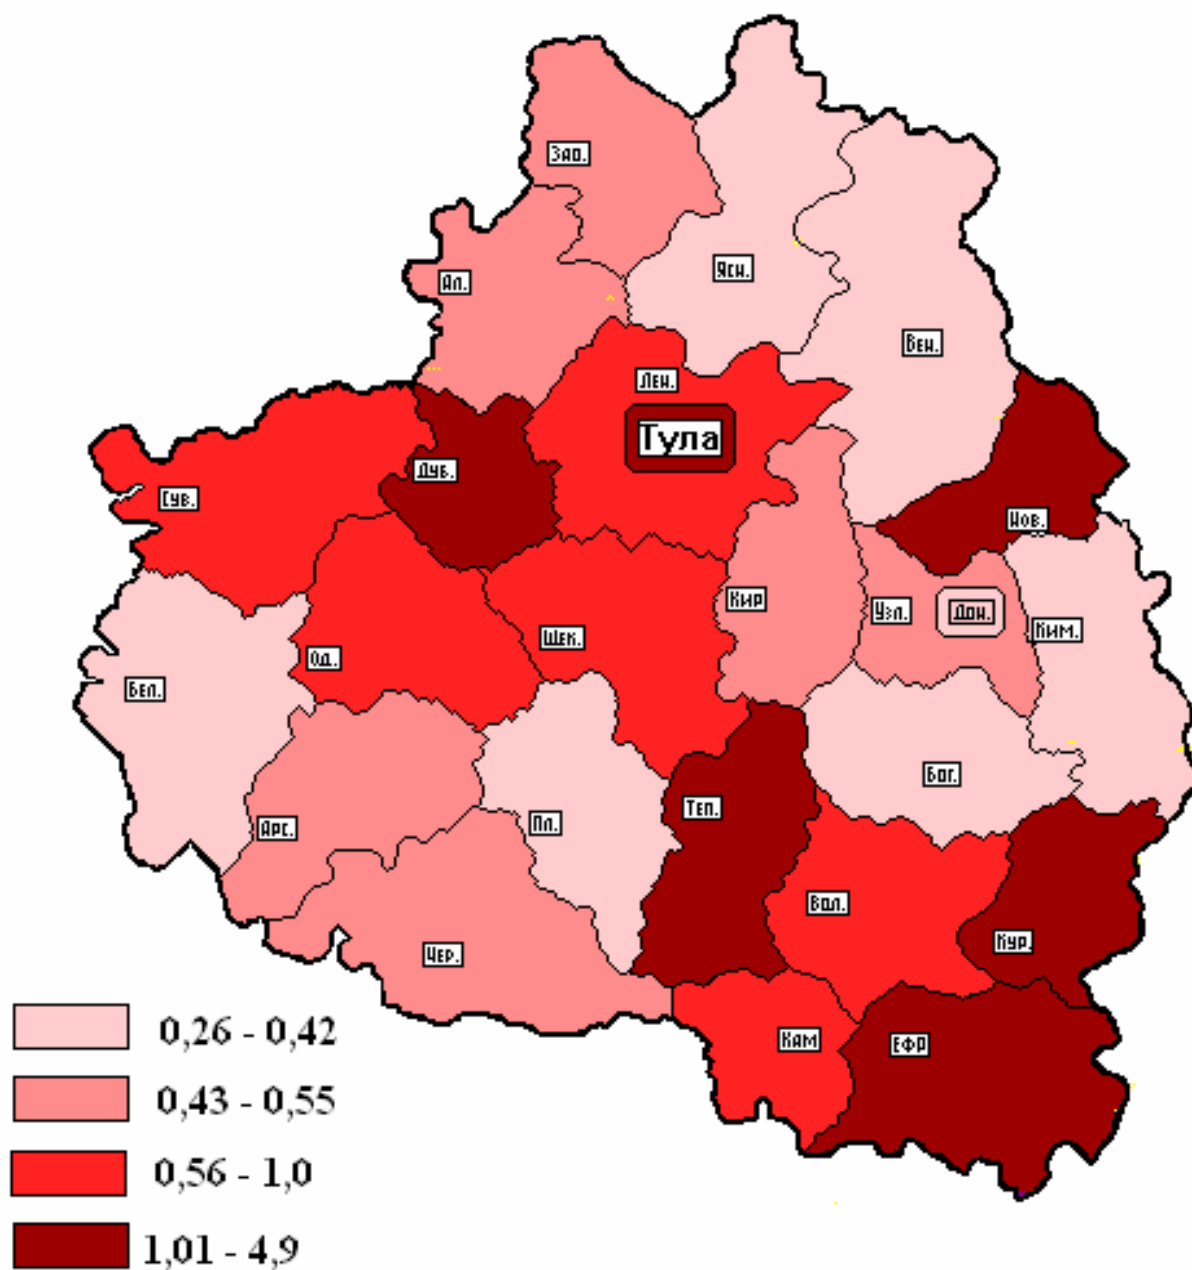 Зао.
Ясн.
Ал.
Вен.
Лен.
Тула
Дуб.
Сув.
Нов.
Кир
Узл.
Дон.
Ким.
Щек.
Од.
Бел.
Бог.
Теп.
Пл.
Арс.
Вол.
Кур.
Чер.
Кам
ЕФР
0,26 - 0,42
0,43 - 0,55
0,56 - 1,0
1,01 - 4,9